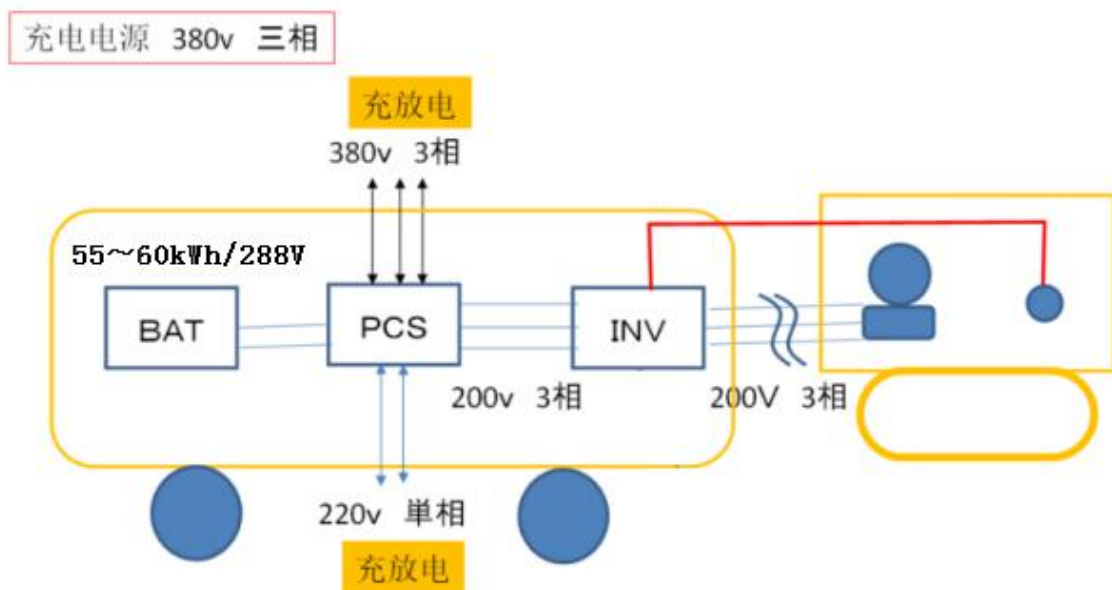 充电电源 380v 三相
充放电
380v 3相
55～60kWh/288V
BAT
PCS
INV
200v 3相
200V 3相
220v 単相
充放电